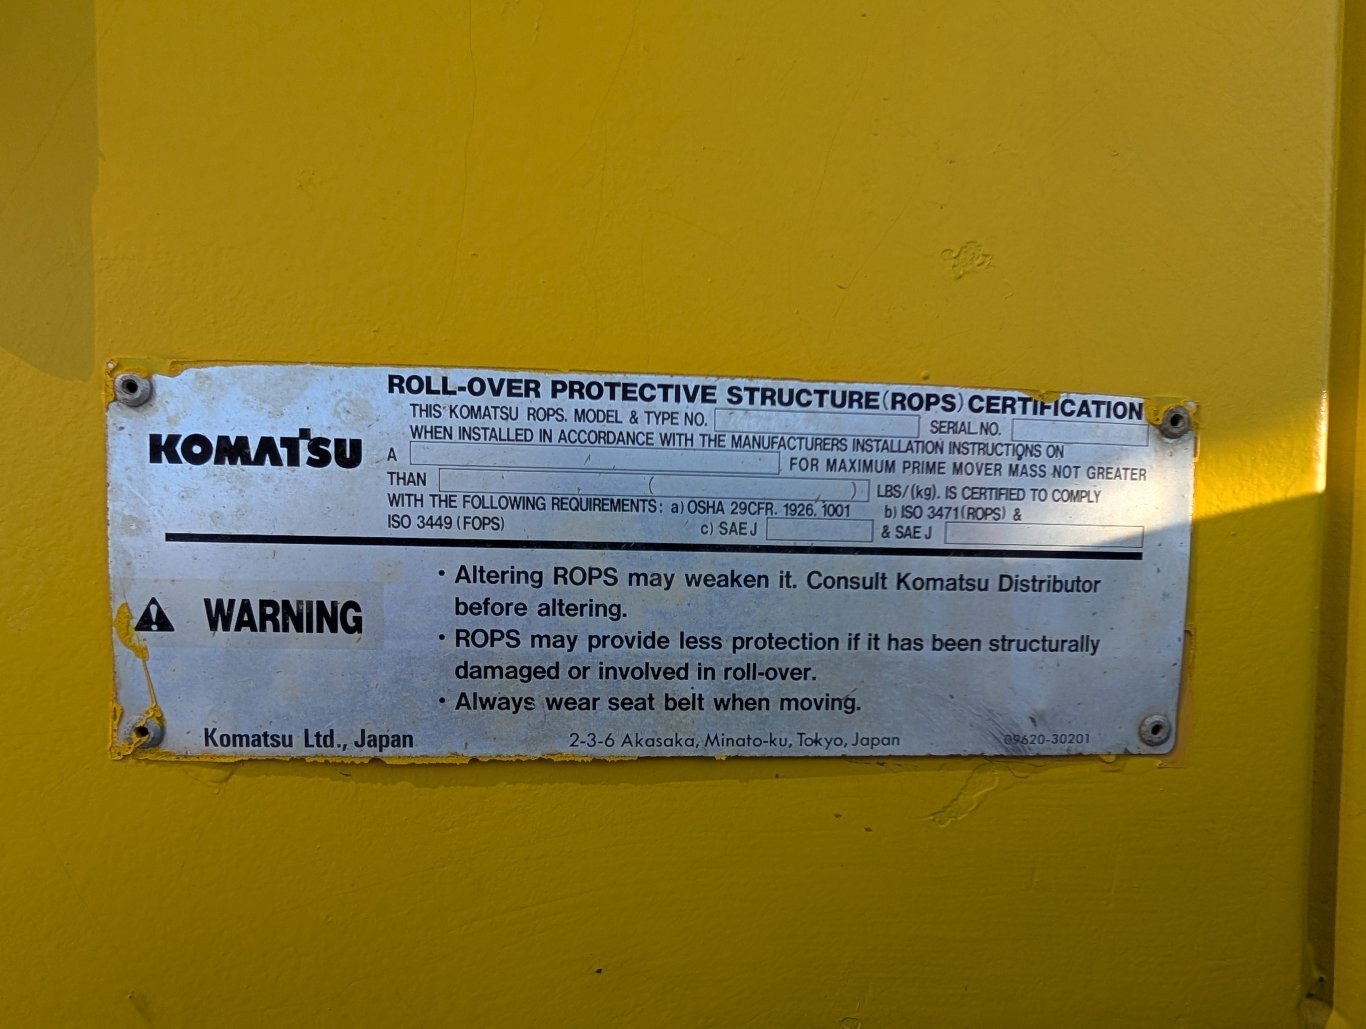 KOMATSU
ROLL-OVER PROTECTIVE STRUCTURE(ROPS) CERTIFICATION
THIS KOMATSU ROPS. MODEL & TYPE NO. SERIAL NO.
WHEN INSTALLED IN ACCORDANCE WITH THE MANUFACTURERS INSTALLATION INSTRUCTIONS ON
A FOR MAXIMUM PRIME MOVER MASS NOT GREATER
THAN ( ) LBS/(kg). IS CERTIFIED TO COMPLY
WITH THE FOLLOWING REQUIREMENTS: a) OSHA 29CFR. 1926. 1001 b) ISO 3471(ROPS) &
ISO 3449 (FOPS) c) SAE J & SAE J
WARNING
• Altering ROPS may weaken it. Consult Komatsu Distributor
before altering.
• ROPS may provide less protection if it has been structurally
damaged or involved in roll-over.
• Always wear seat belt when moving.
Komatsu Ltd., Japan 2-3-6 Akasaka, Minato-ku, Tokyo, Japan 09620-30201